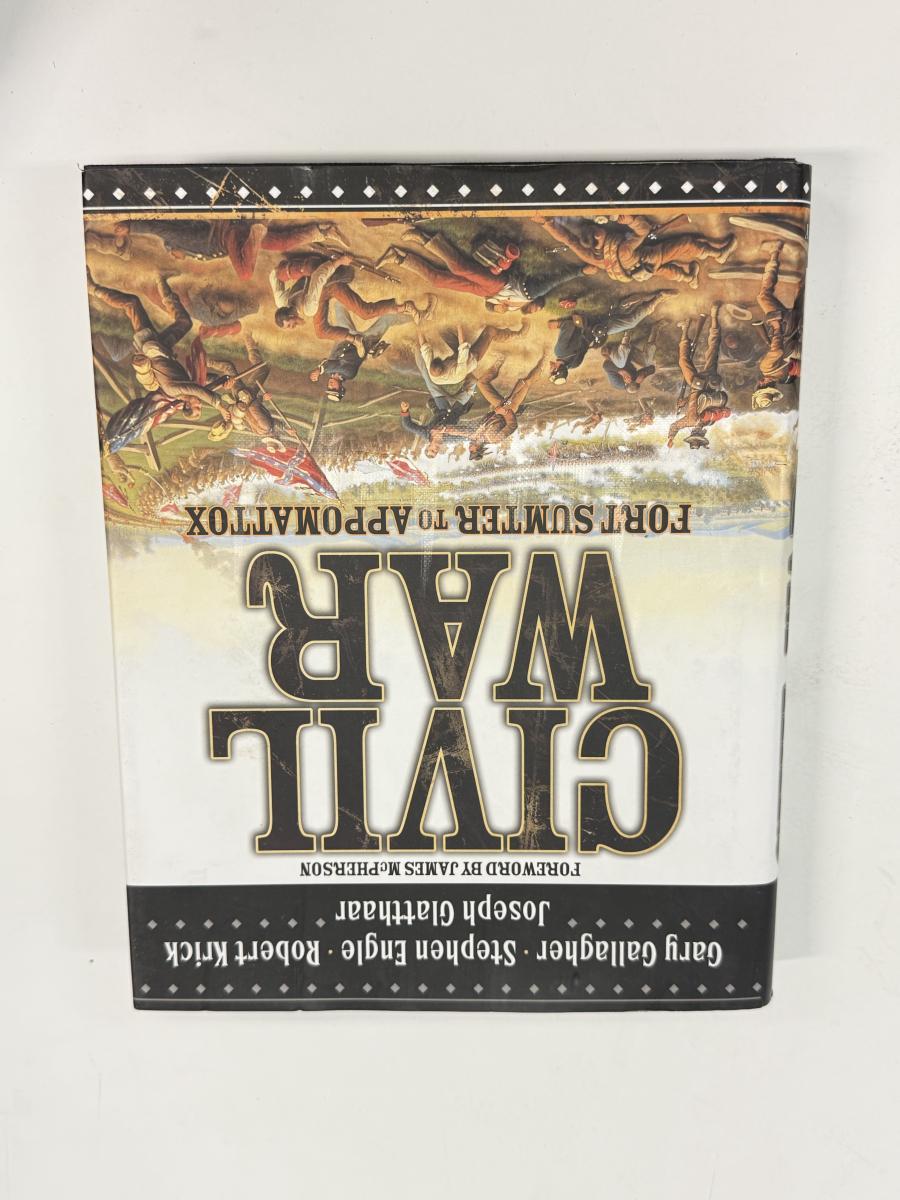 Gary Gallagher · Stephen Engle · Robert Krick
Joseph Glatthaar
FOREWORD BY JAMES McPHERSON
CIVIL
WAR
FORT SUMTER TO APPOMATTOX